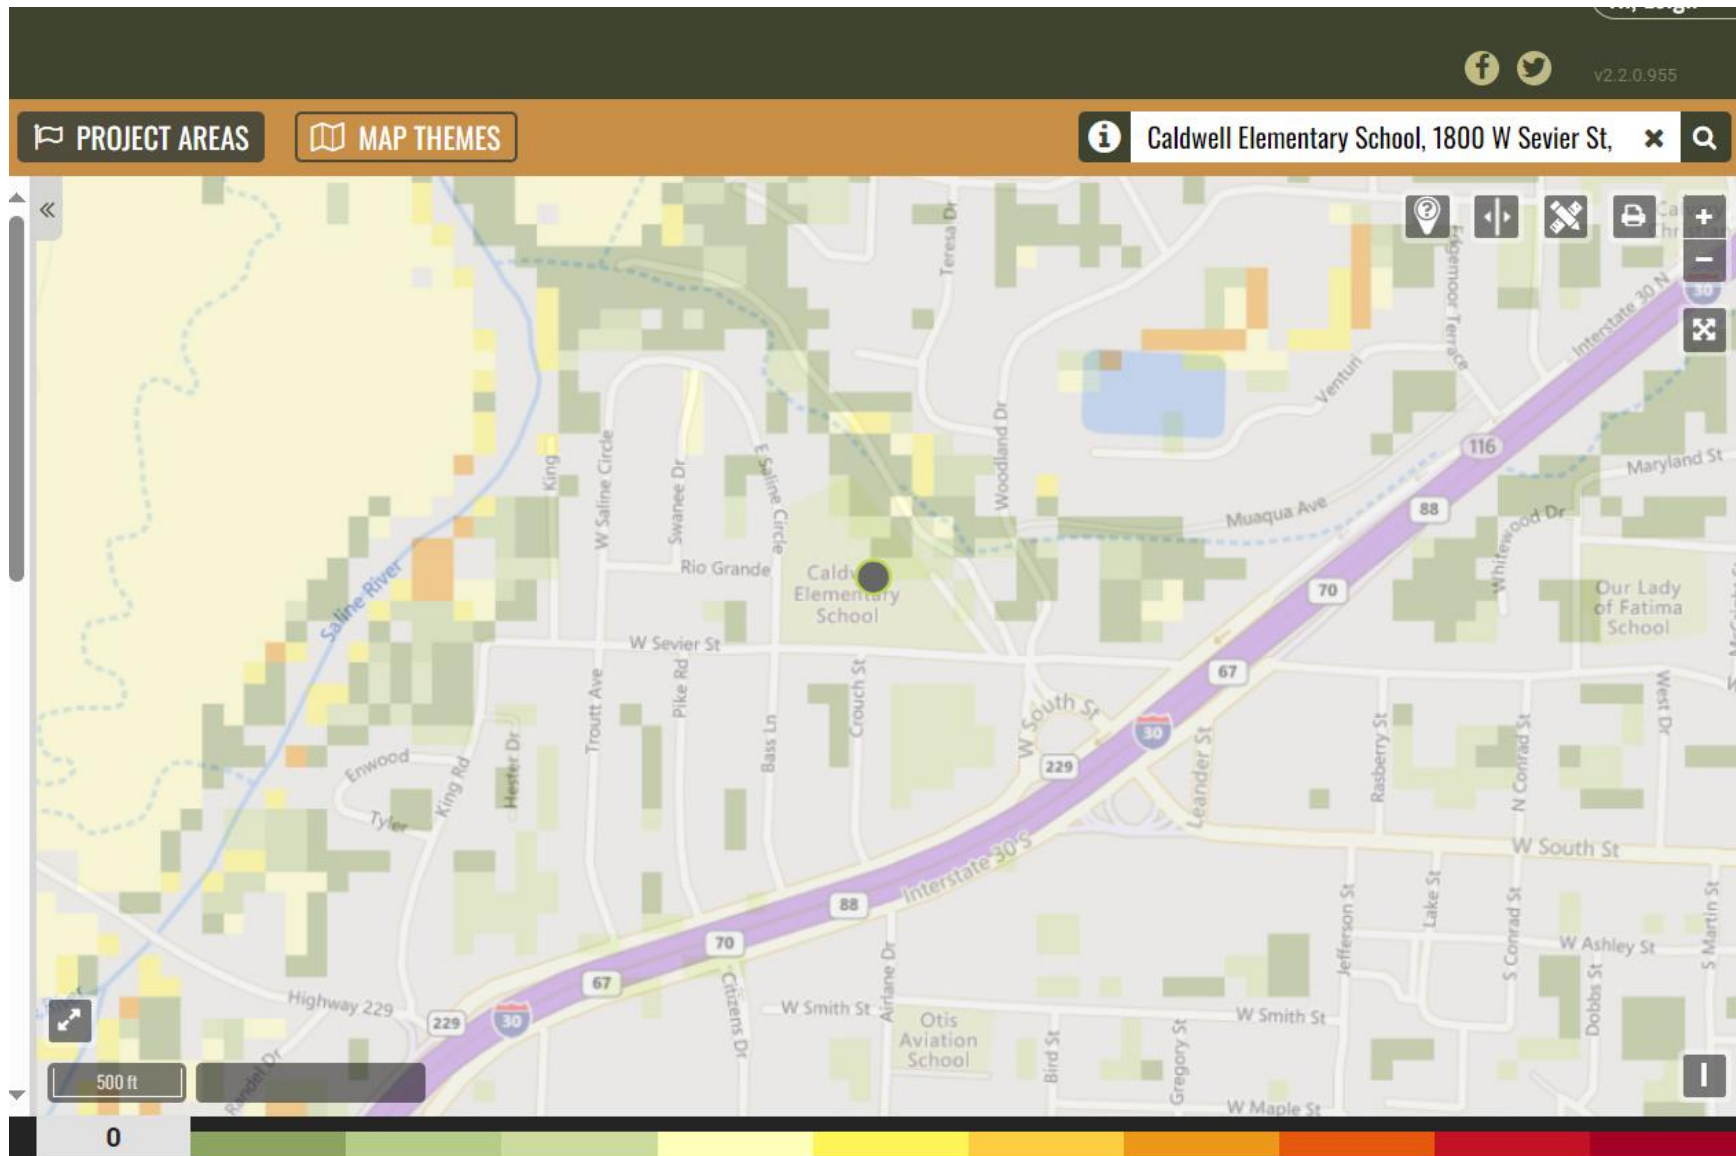 v2.2.0.955
PROJECT AREAS
MAP THEMES
Caldwell Elementary School, 1800 W Sevier St,
Teresa Dr
Edgemoor Terrace
Interstate 30 N
30
Woodland Dr
Venturi
116
Maryland St
King
W Saline Circle
Swanee Dr
E Saline Circle
Muaqua Ave
88
Whitewood Dr
Saline River
Rio Grande
Elementary
School
70
Our Lady
of Fatima
School
W Sevier St
67
Troutt Ave
Pike Rd
Bass Ln
Crouch St
W South St
30
229
Leander St
Rasberry St
N Conrad St
West Dr
Enwood
Tyler
King Rd
Hester Dr
W South St
Interstate 30 S
88
70
67
Jefferson St
Lake St
S Conrad St
W Ashley St
S Martin St
Highway 229
229
30
Citizens Dr
W Smith St
Airlane Dr
Otis
Aviation
School
Bird St
Gregory St
W Smith St
Dobbs St
500 ft
Randel Dr
W Maple St
0